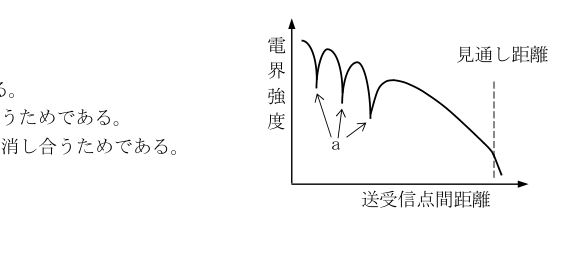 る。
うためである。
消し合うためである。
電界強度
見通し距離
a
送受信点間距離